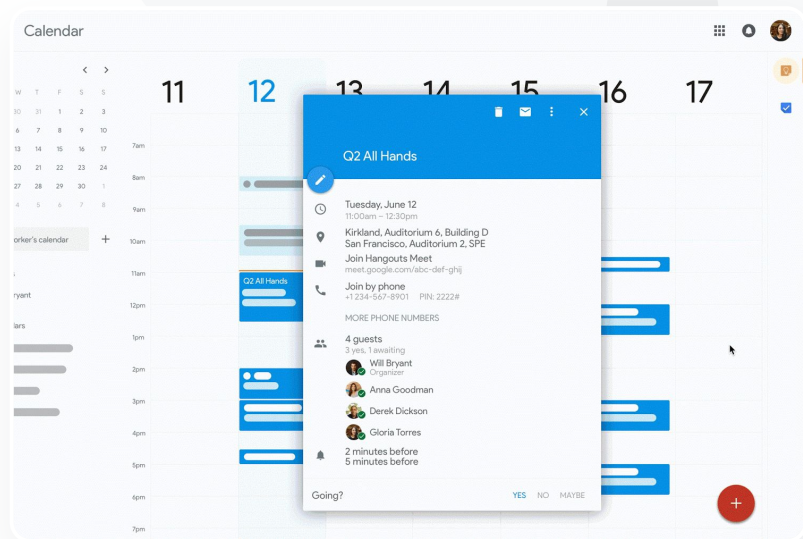 Calendar
11
12
13
14
15
16
17
W T F S S
30 31 1 2 3
6 7 8 9 10
13 14 15 16 17
20 21 22 23 24
27 28 29 30 1
4 5 6 7 8
orker's calendar
ryant
lars
7am
8am
9am
10am
11am
12pm
1pm
2pm
3pm
4pm
5pm
6pm
7pm
Q2 All Hands
Q2 All Hands
Tuesday, June 12
11:00am – 12:30pm
Kirkland, Auditorium 6, Building D
San Francisco, Auditorium 2, SPE
Join Hangouts Meet
meet.google.com/abc-def-ghij
Join by phone
+1 234-567-8901 PIN: 2222#
MORE PHONE NUMBERS
4 guests
3 yes, 1 awaiting
Will Bryant
Organizer
Anna Goodman
Derek Dickson
Gloria Torres
2 minutes before
5 minutes before
Going?
YES NO MAYBE